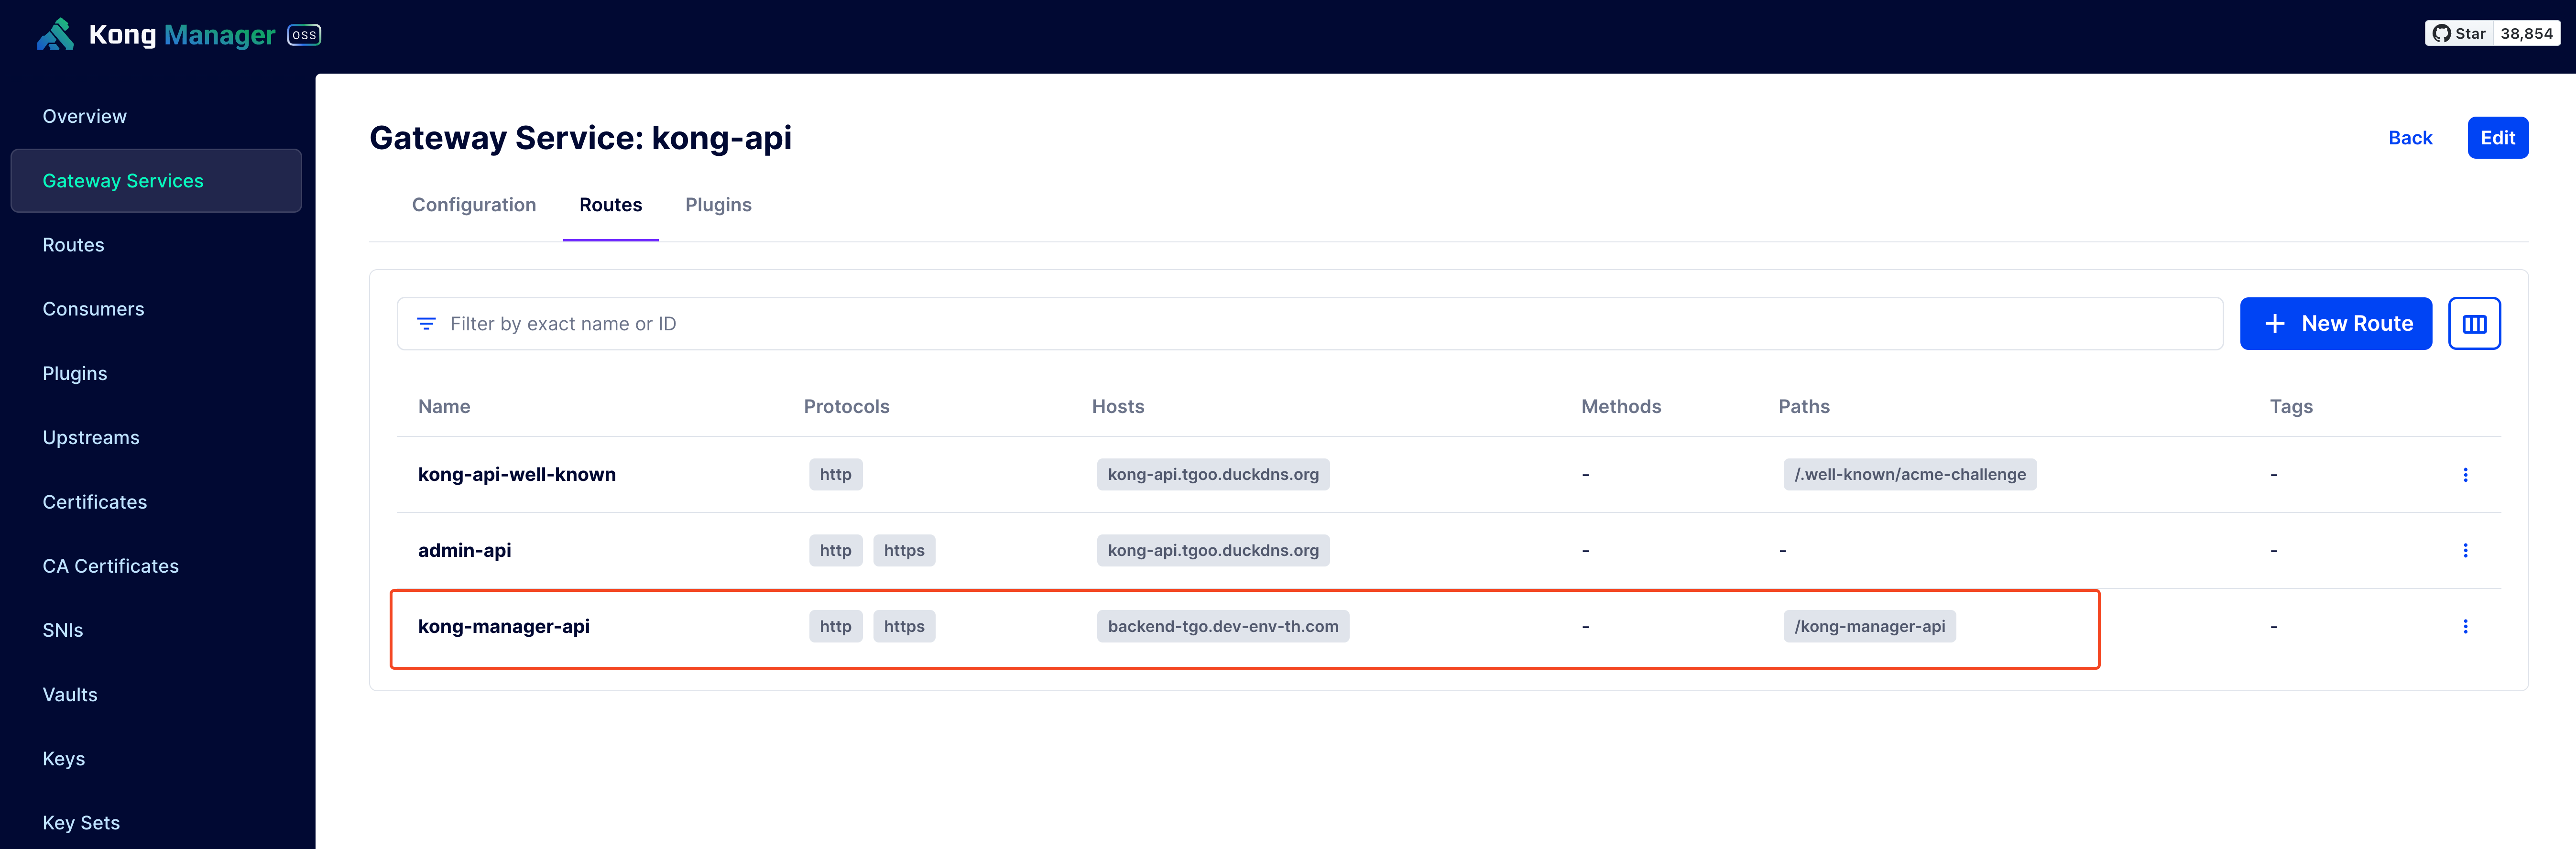 Kong Manager OSS
Star 38,854
Overview
Gateway Services
Routes
Consumers
Plugins
Upstreams
Certificates
CA Certificates
SNIs
Vaults
Keys
Key Sets
Gateway Service: kong-api
Back
Edit
Configuration Routes Plugins
Filter by exact name or ID
New Route
Name Protocols Hosts Methods Paths Tags
kong-api-well-known http kong-api.tgoo.duckdns.org - /.well-known/acme-challenge -
admin-api http https kong-api.tgoo.duckdns.org - - -
kong-manager-api http https backend-tgo.dev-env-th.com - /kong-manager-api -